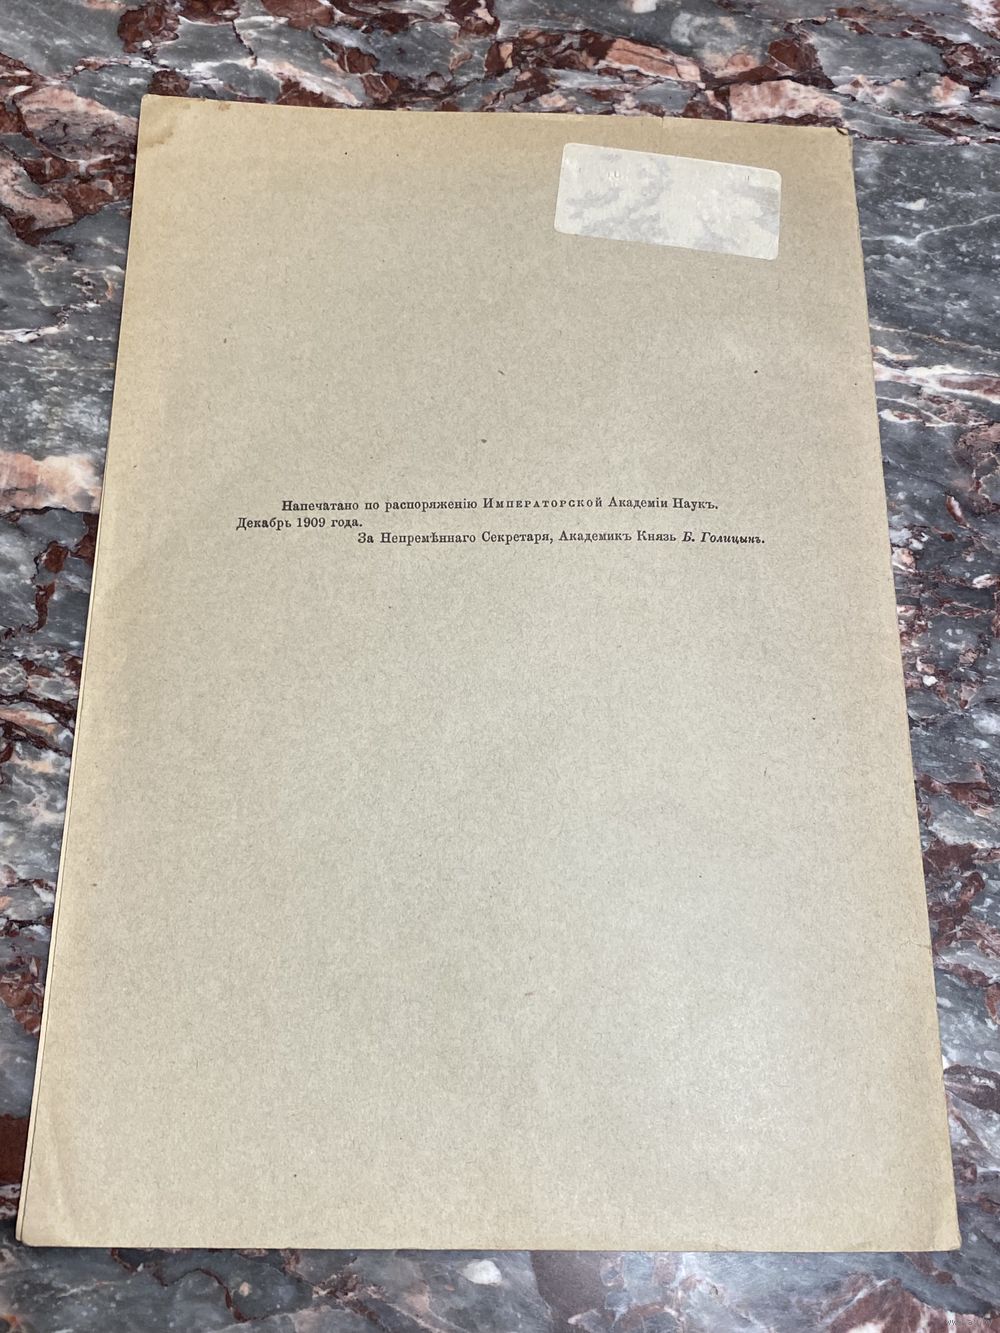 Напечатано по распоряженію Императорской Академіи Наукъ.
Декабрь 1909 года.
За Непремѣннаго Секретаря, Академикъ Князь Б. Голицынъ.